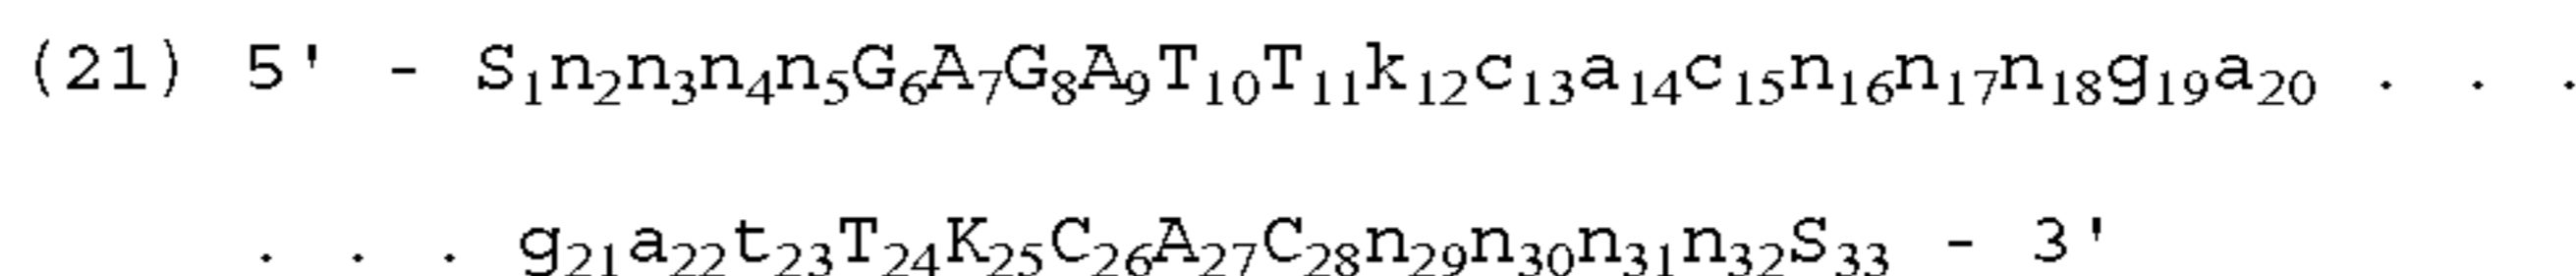 (21) 5' - S₁n₂n₃n₄n₅G₆A₇G₈A₉T₁₀T₁₁k₁₂c₁₃a₁₄c₁₅n₁₆n₁₇n₁₈g₁₉a₂₀ . . .
. . . g₂₁a₂₂t₂₃T₂₄K₂₅C₂₆A₂₇C₂₈n₂₉n₃₀n₃₁n₃₂S₃₃ - 3'